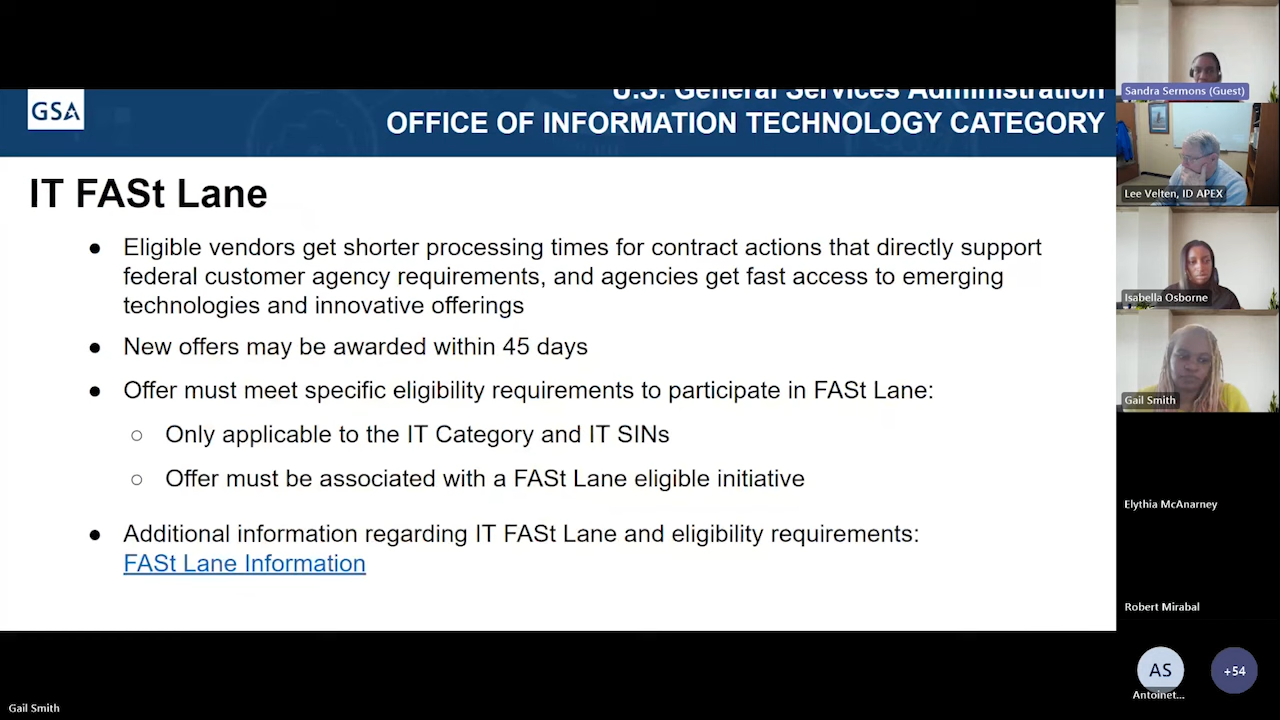 GSA
U.S. General Services Administration
OFFICE OF INFORMATION TECHNOLOGY CATEGORY
IT FASt Lane
● Eligible vendors get shorter processing times for contract actions that directly support
federal customer agency requirements, and agencies get fast access to emerging
technologies and innovative offerings
● New offers may be awarded within 45 days
● Offer must meet specific eligibility requirements to participate in FASt Lane:
○ Only applicable to the IT Category and IT SINs
○ Offer must be associated with a FASt Lane eligible initiative
● Additional information regarding IT FASt Lane and eligibility requirements:
FASt Lane Information
Sandra Sermons (Guest)
Lee Velten, ID APEX
Isabella Osborne
Gail Smith
Elythia McAnarney
Robert Mirabal
AS
+54
Antoinet...
Gail Smith